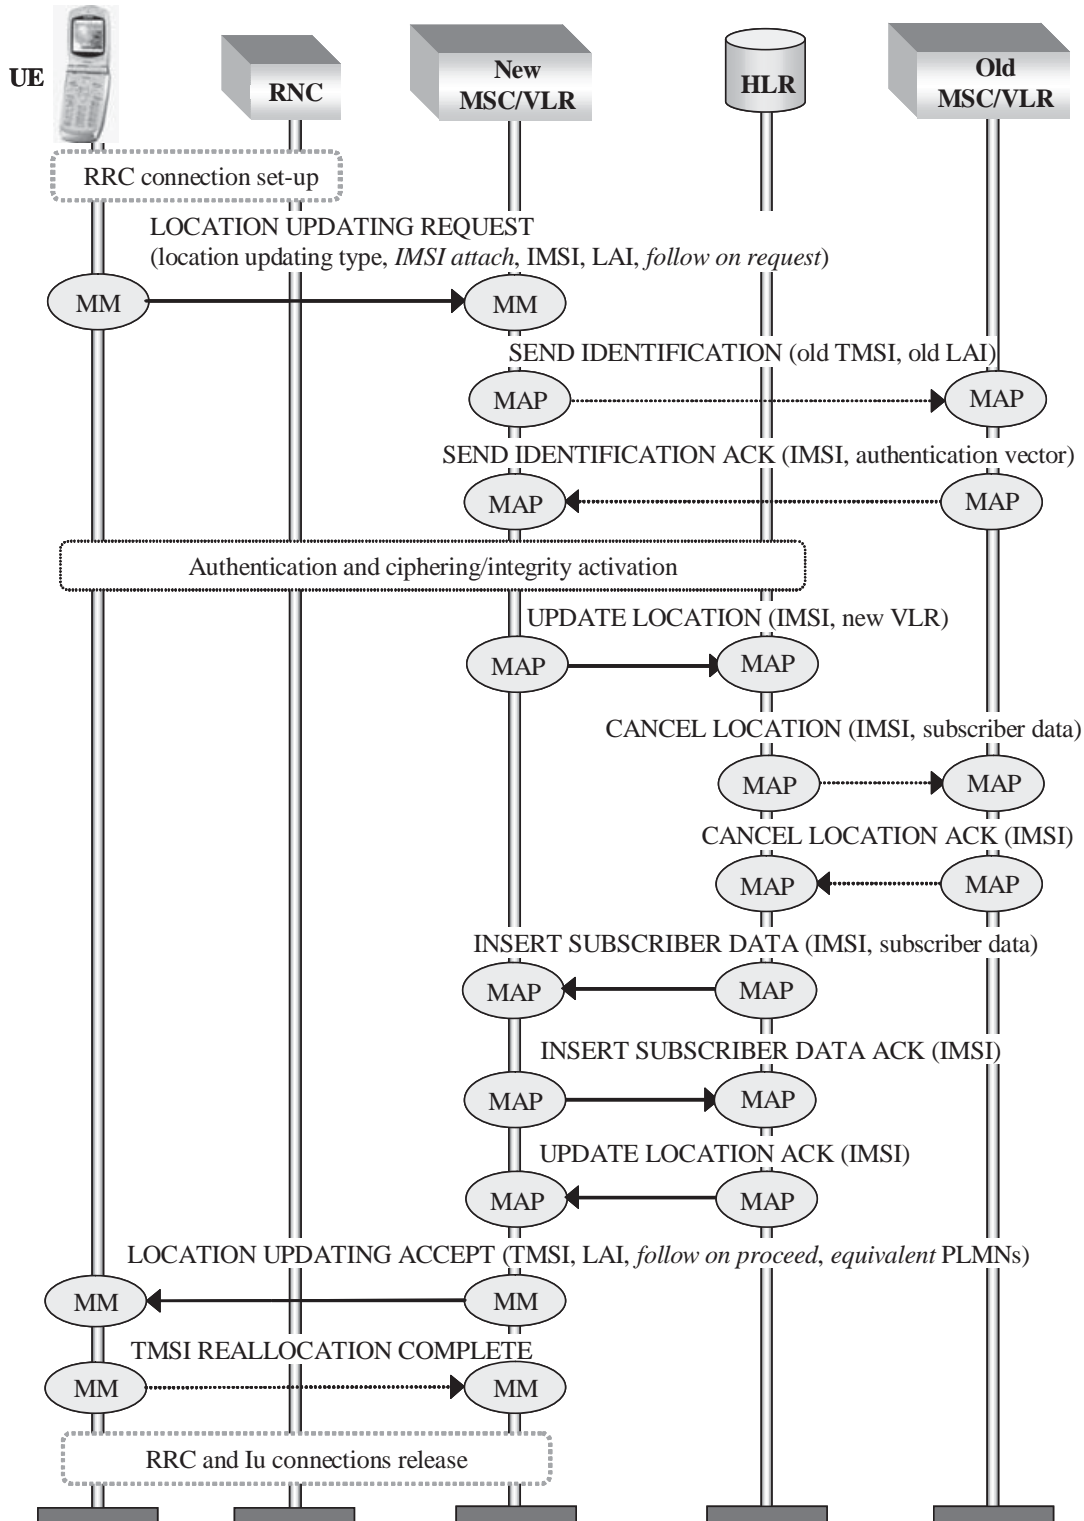 UE
RNC
New
MSC/VLR
HLR
Old
MSC/VLR
RRC connection set-up
LOCATION UPDATING REQUEST
(location updating type, IMSI attach, IMSI, LAI, follow on request)
MM
MM
SEND IDENTIFICATION (old TMSI, old LAI)
MAP
MAP
SEND IDENTIFICATION ACK (IMSI, authentication vector)
MAP
MAP
Authentication and ciphering/integrity activation
UPDATE LOCATION (IMSI, new VLR)
MAP
MAP
CANCEL LOCATION (IMSI, subscriber data)
MAP
MAP
CANCEL LOCATION ACK (IMSI)
MAP
MAP
INSERT SUBSCRIBER DATA (IMSI, subscriber data)
MAP
MAP
INSERT SUBSCRIBER DATA ACK (IMSI)
MAP
MAP
UPDATE LOCATION ACK (IMSI)
MAP
MAP
LOCATION UPDATING ACCEPT (TMSI, LAI, follow on proceed, equivalent PLMNs)
MM
MM
TMSI REALLOCATION COMPLETE
MM
MM
RRC and Iu connections release